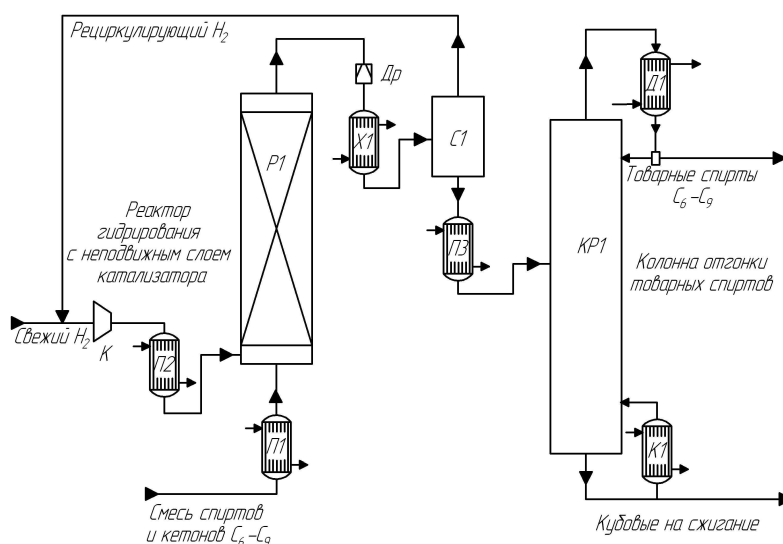 Рециркулирующий H₂
Др
Д1
Р1
Х1
С1
Товарные спирты
С₆–С₉
Реактор
гидрирования
с неподвижным слоем
катализатора
П3
КР1
Колонна отгонки
товарных спиртов
Свежий H₂
К
П2
П1
К1
Смесь спиртов
и кетонов С₆–С₉
Кубовые на сжигание